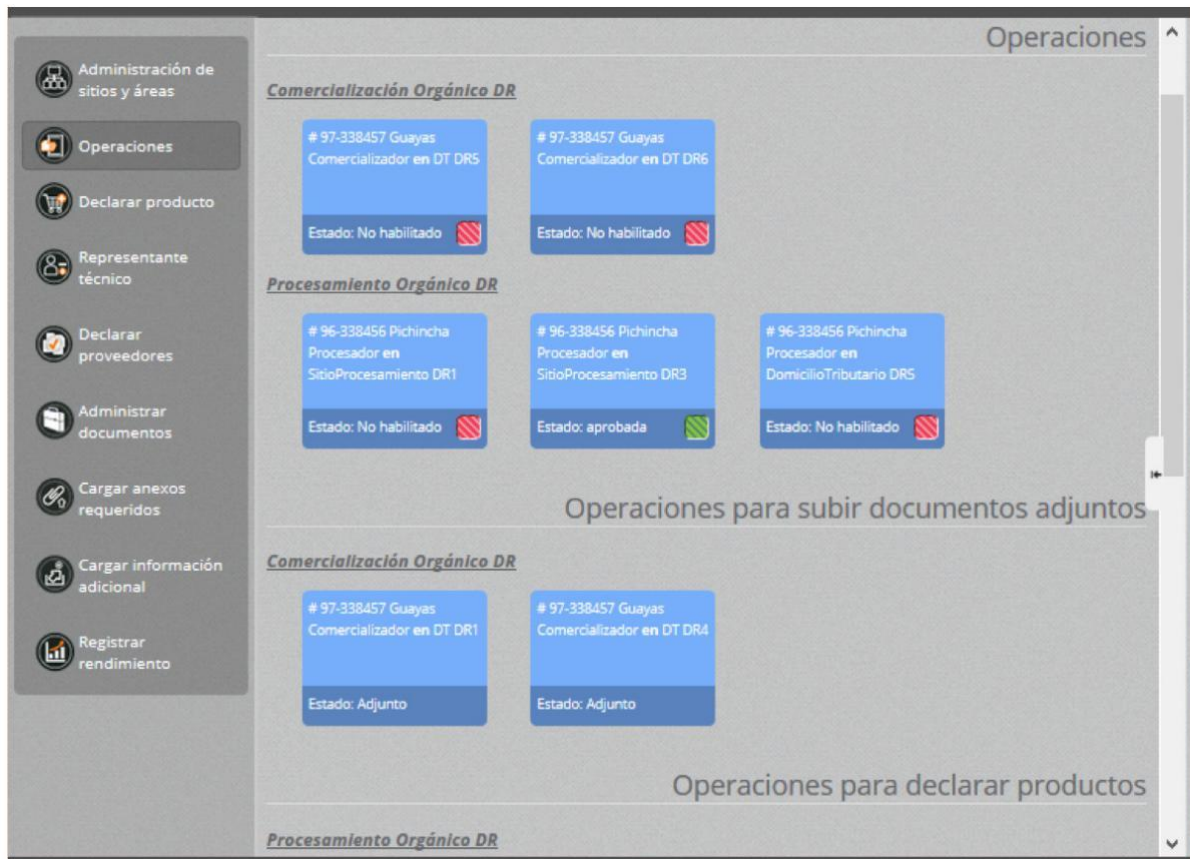 Administración de
sitios y áreas
Operaciones
Declarar producto
Representante
técnico
Declarar
proveedores
Administrar
documentos
Cargar anexos
requeridos
Cargar información
adicional
Registrar
rendimiento
Operaciones
Comercialización Orgánico DR
# 97-338457 Guayas
Comercializador en DT DR5
Estado: No habilitado
# 97-338457 Guayas
Comercializador en DT DR6
Estado: No habilitado
Procesamiento Orgánico DR
# 96-338456 Pichincha
Procesador en
SitioProcesamiento DR1
Estado: No habilitado
# 96-338456 Pichincha
Procesador en
SitioProcesamiento DR3
Estado: aprobada
# 96-338456 Pichincha
Procesador en
DomicilioTributario DR5
Estado: No habilitado
Operaciones para subir documentos adjuntos
Comercialización Orgánico DR
# 97-338457 Guayas
Comercializador en DT DR1
Estado: Adjunto
# 97-338457 Guayas
Comercializador en DT DR4
Estado: Adjunto
Operaciones para declarar productos
Procesamiento Orgánico DR